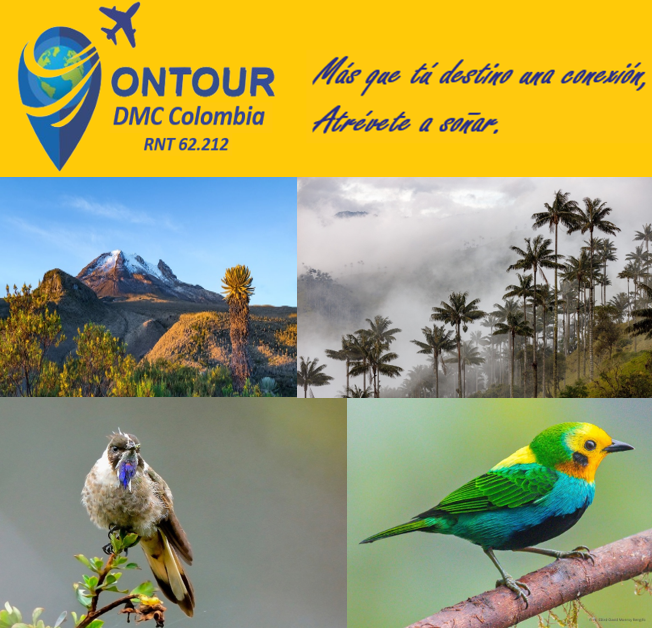 ONTOUR
DMC Colombia
RNT 62.212
Más que tú destino una conexión,
Atrévete a soñar.